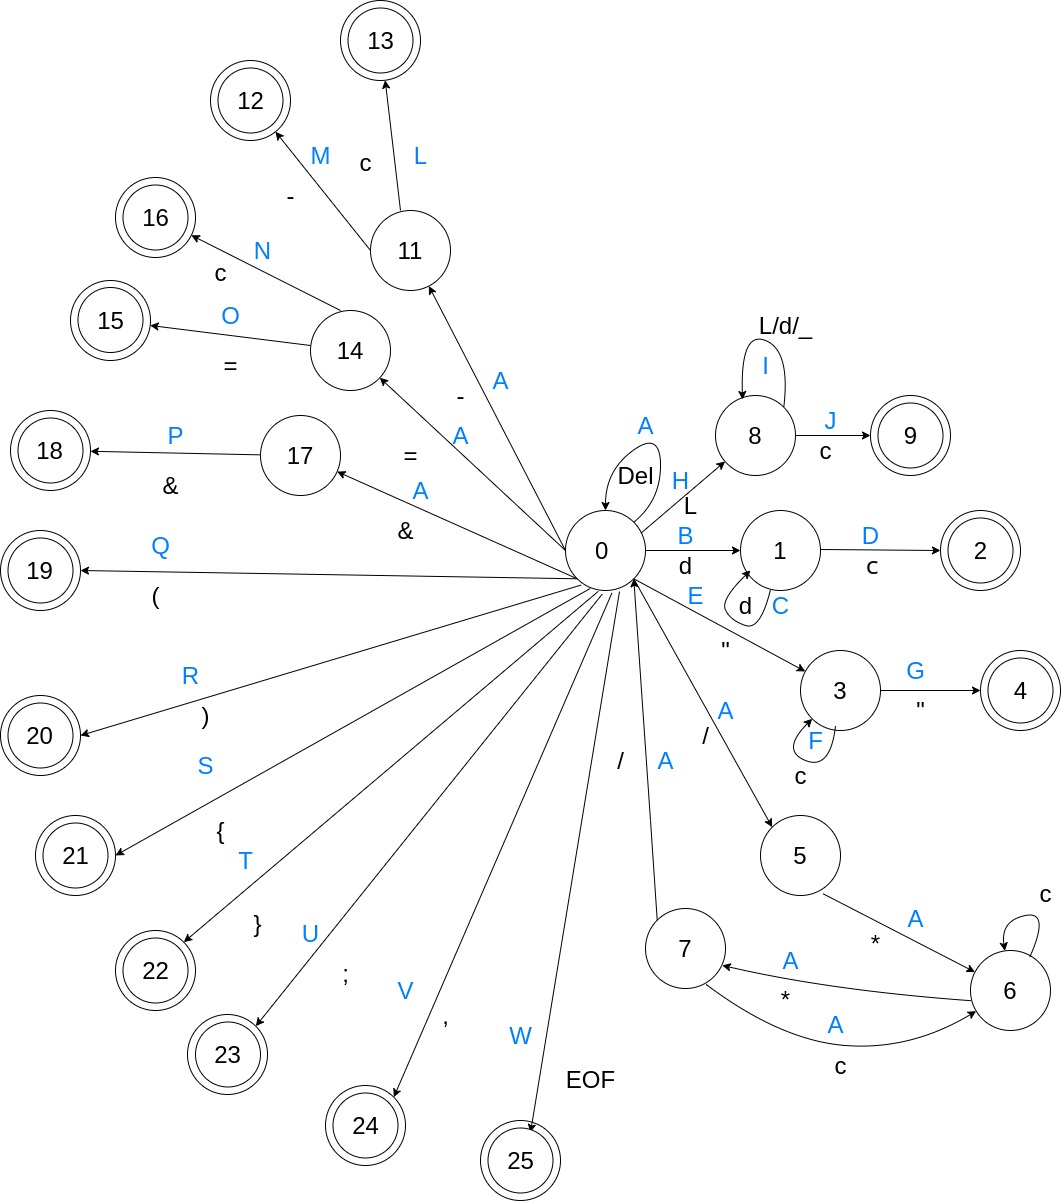 13
12
M
c
L
-
16
N
11
c
15
O
14
=
L/d/_
I
A
-
18
P
17
A
=
A
8
J
9
c
&
A
&
Del
H
L
19
Q
(
0
B
d
1
D
c
2
E
d
C
"
R
)
20
3
G
4
"
F
c
A
/
S
/
A
{
21
T
5
}
U
c
A
*
22
;
7
A
*
6
V
,
A
23
W
c
EOF
24
25